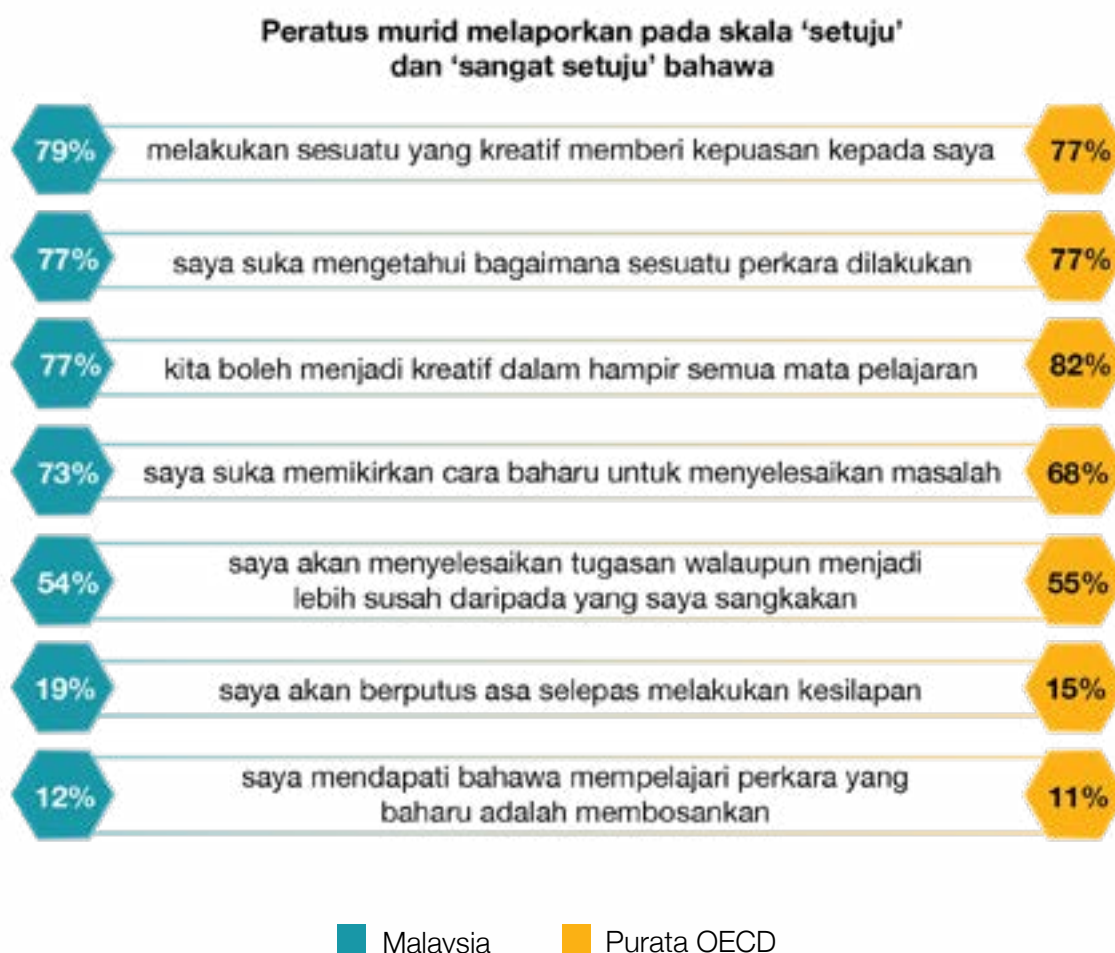 Peratus murid melaporkan pada skala ‘setuju’
dan ‘sangat setuju’ bahawa
79% melakukan sesuatu yang kreatif memberi kepuasan kepada saya 77%
77% saya suka mengetahui bagaimana sesuatu perkara dilakukan 77%
77% kita boleh menjadi kreatif dalam hampir semua mata pelajaran 82%
73% saya suka memikirkan cara baharu untuk menyelesaikan masalah 68%
saya akan menyelesaikan tugasan walaupun menjadi
54% lebih susah daripada yang saya sangkakan 55%
19% saya akan berputus asa selepas melakukan kesilapan 15%
saya mendapati bahawa mempelajari perkara yang
12% baharu adalah membosankan 11%
Malaysia Purata OECD